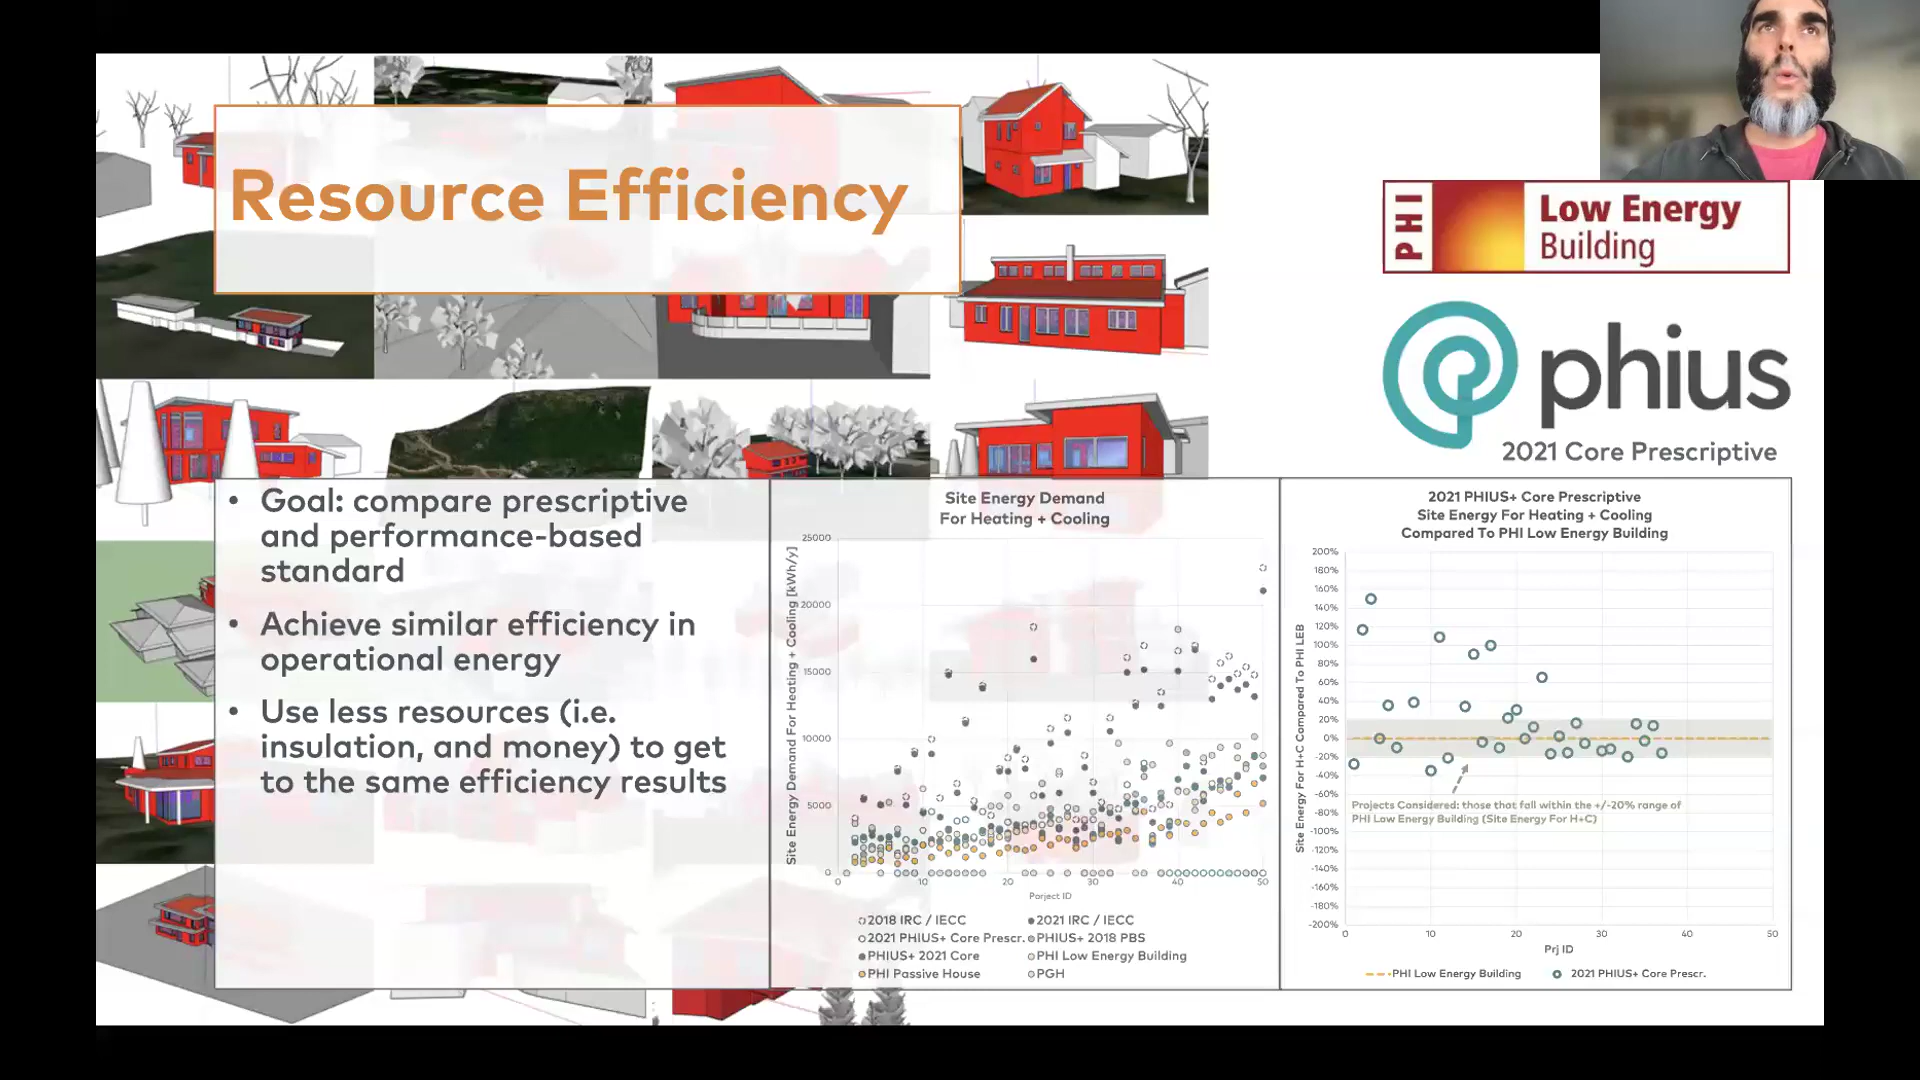 Resource Efficiency
PHI
Low Energy
Building
phius
2021 Core Prescriptive
• Goal: compare prescriptive
and performance-based
standard
• Achieve similar efficiency in
operational energy
• Use less resources (i.e.
insulation, and money) to get
to the same efficiency results
Site Energy Demand
For Heating + Cooling
Site Energy Demand For Heating + Cooling [kWh/y]
25000
20000
15000
10000
5000
0
0 10 20 30 40 50
Porject ID
2018 IRC / IECC
2021 IRC / IECC
2021 PHIUS+ Core Prescr.
PHIUS+ 2018 PBS
PHIUS+ 2021 Core
PHI Low Energy Building
PHI Passive House
PGH
2021 PHIUS+ Core Prescriptive
Site Energy For Heating + Cooling
Compared To PHI Low Energy Building
Site Energy For H+C Compared To PHI LEB
200%
180%
160%
140%
120%
100%
80%
60%
40%
20%
0%
-20%
-40%
-60%
-80%
-100%
-120%
-140%
-160%
-180%
-200%
Projects Considered: those that fall within the +/-20% range of
PHI Low Energy Building (Site Energy For H+C)
0 10 20 30 40 50
Prj ID
PHI Low Energy Building
2021 PHIUS+ Core Prescr.